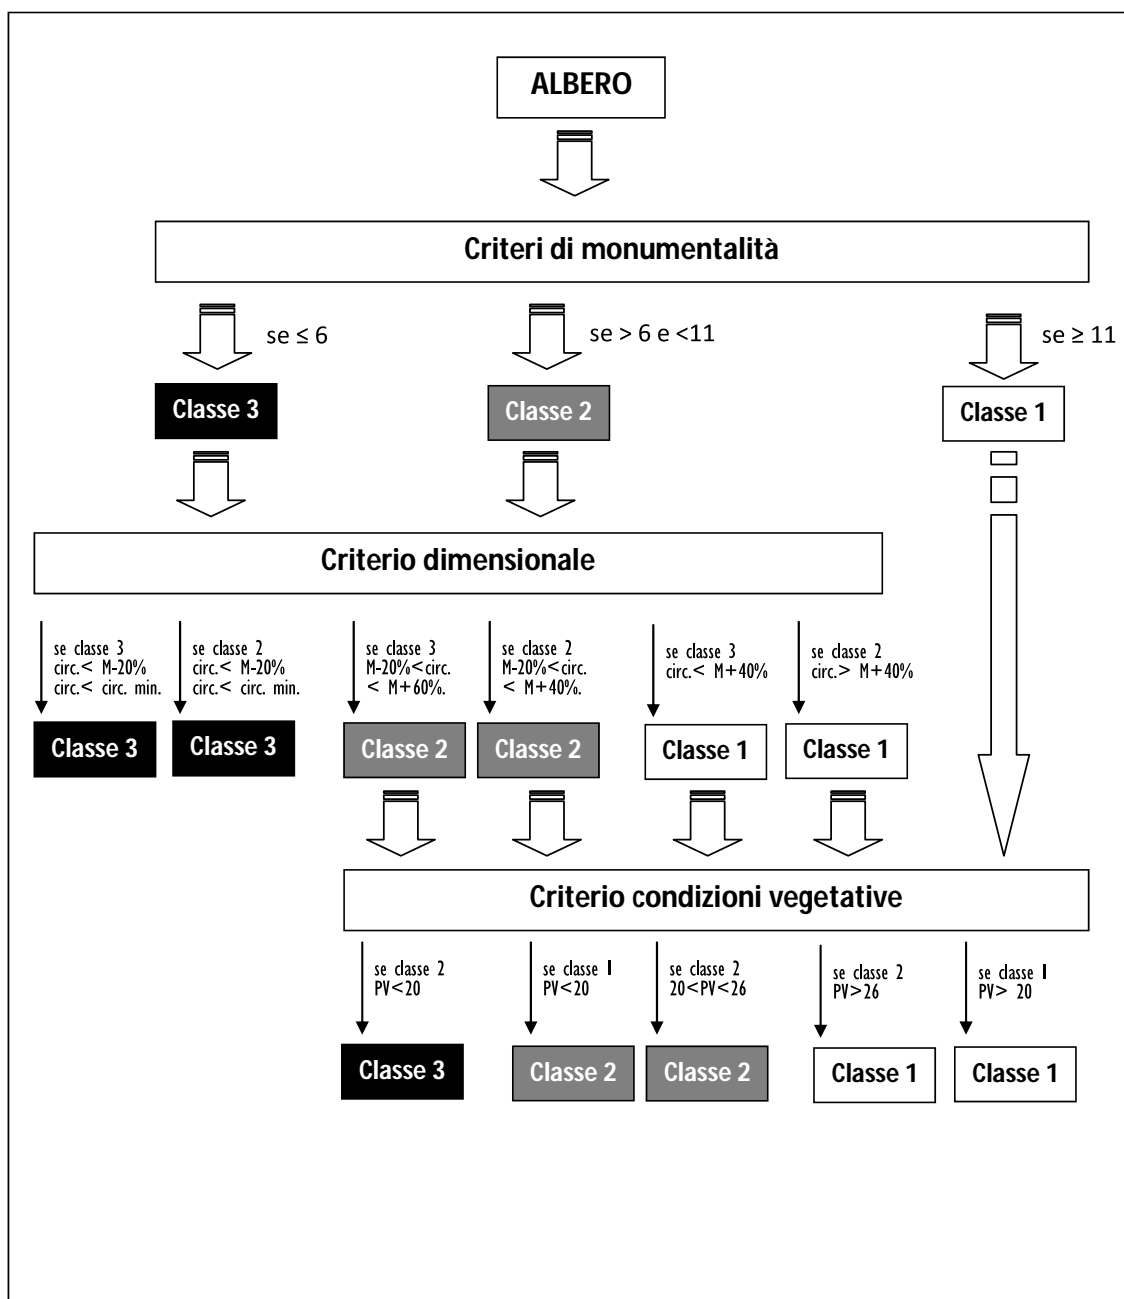 ALBERO
Criteri di monumentalità
se ≤ 6
se > 6 e <11
se ≥ 11
Classe 3
Classe 2
Classe 1
Criterio dimensionale
se classe 3
circ.< M-20%
circ.< circ. min.
se classe 2
circ.< M-20%
circ.< circ. min.
se classe 3
M-20%<circ.
< M+60%.
se classe 2
M-20%<circ.
< M+40%.
se classe 3
circ.< M+40%
se classe 2
circ.> M+40%
Classe 3
Classe 3
Classe 2
Classe 2
Classe 1
Classe 1
Criterio condizioni vegetative
se classe 2
PV<20
se classe 1
PV<20
se classe 2
20<PV<26
se classe 2
PV>26
se classe 1
PV> 20
Classe 3
Classe 2
Classe 2
Classe 1
Classe 1